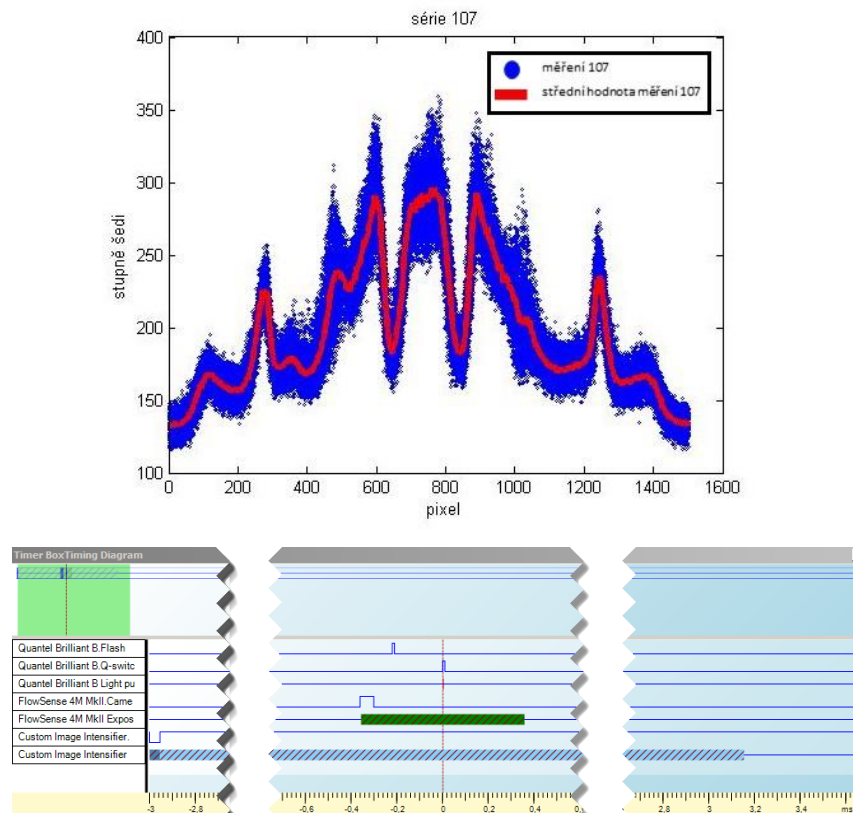 série 107
400
350
300
250
200
150
100
stupně šedi
měření 107
střední hodnota měření 107
0 200 400 600 800 1000 1200 1400 1600
pixel
Timer BoxTiming Diagram
Quantel Brilliant B.Flash
Quantel Brilliant B.Q-switc
Quantel Brilliant B Light pu
FlowSense 4M MkII.Came
FlowSense 4M MkII Expos
Custom Image Intensifier.
Custom Image Intensifier
-3 -2,8 -0,6 -0,4 -0,2 0 0,2 0,4 2,8 3 3,2 3,4 ms